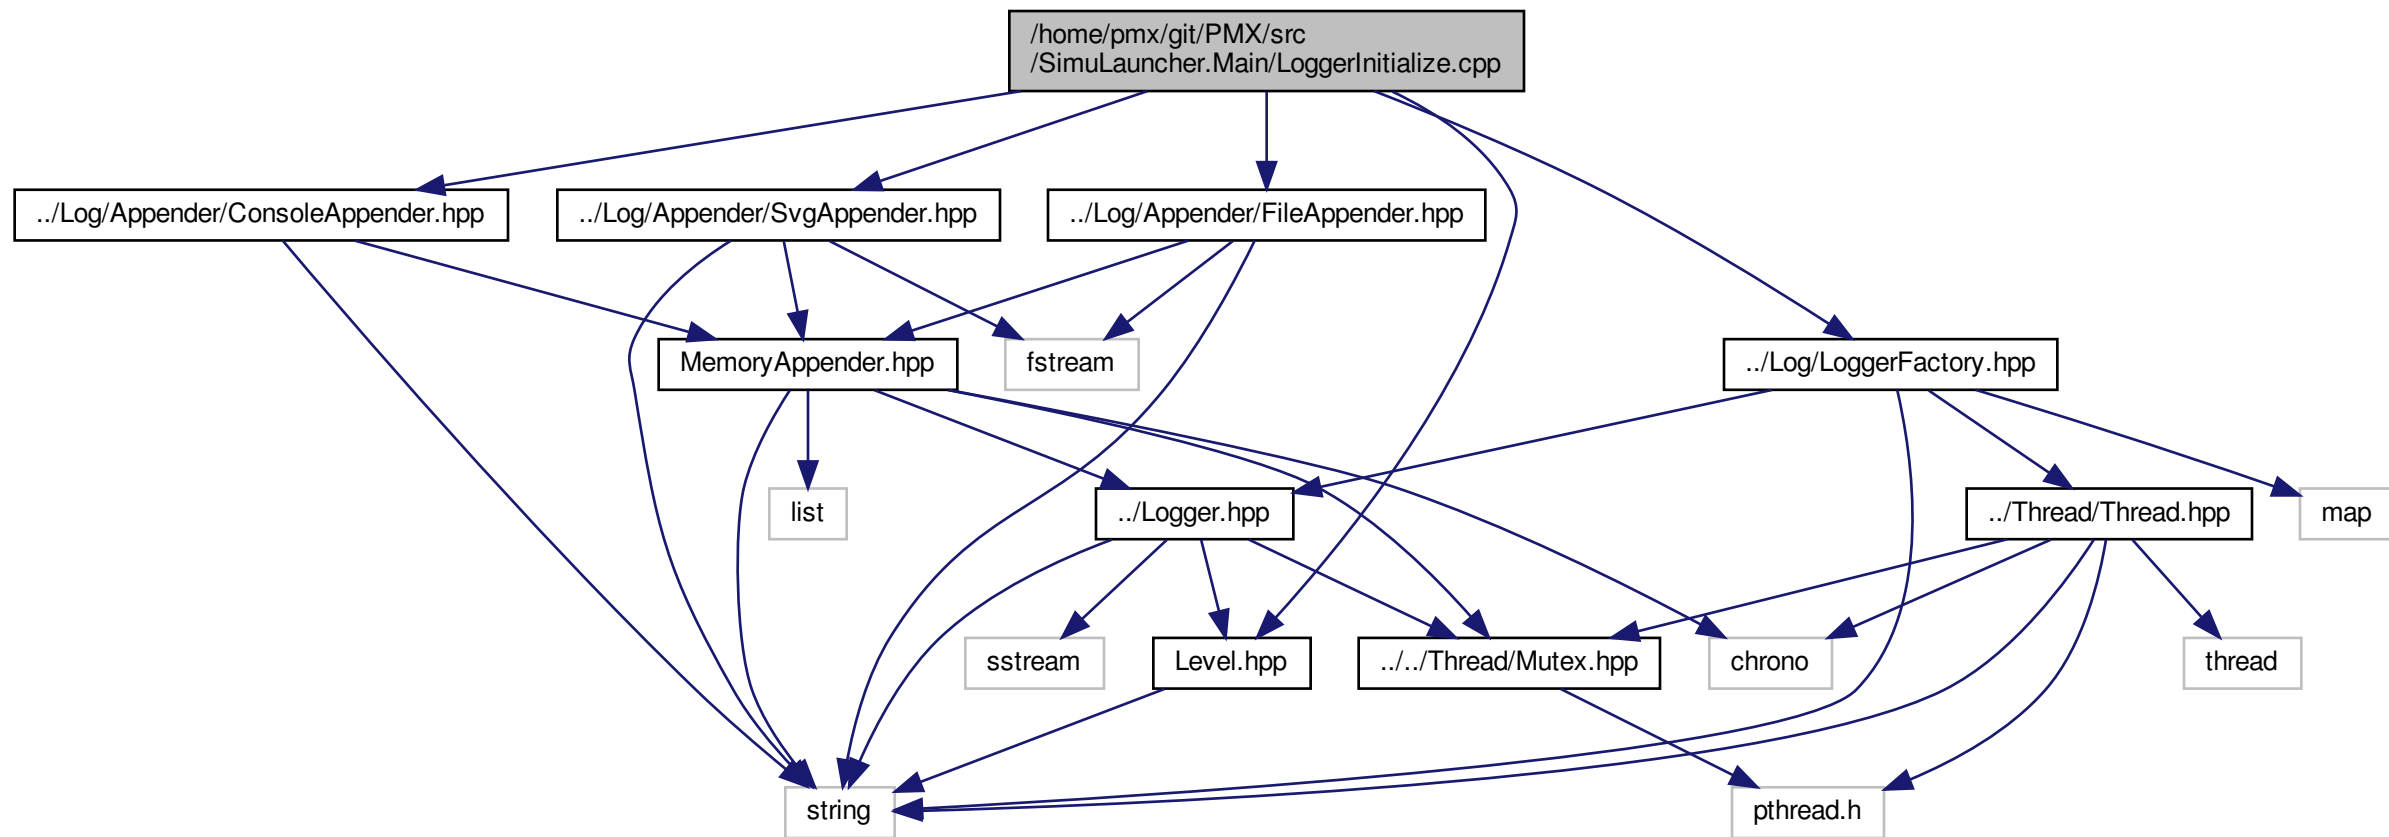 /home/pmx/git/PMX/src
/SimuLauncher.Main/LoggerInitialize.cpp
../Log/Appender/ConsoleAppender.hpp
../Log/Appender/SvgAppender.hpp
../Log/Appender/FileAppender.hpp
MemoryAppender.hpp
fstream
../Log/LoggerFactory.hpp
list
../Logger.hpp
../Thread/Thread.hpp
map
sstream
Level.hpp
../../Thread/Mutex.hpp
chrono
thread
string
pthread.h